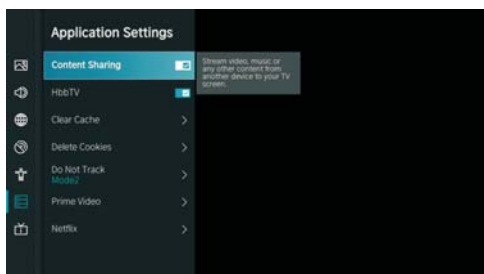 Application Settings
Content Sharing
Stream video, music or
any other content from
another device to your TV
screen.
HbbTV
Clear Cache
Delete Cookies
Do Not Track
Mode2
Prime Video
Netflix